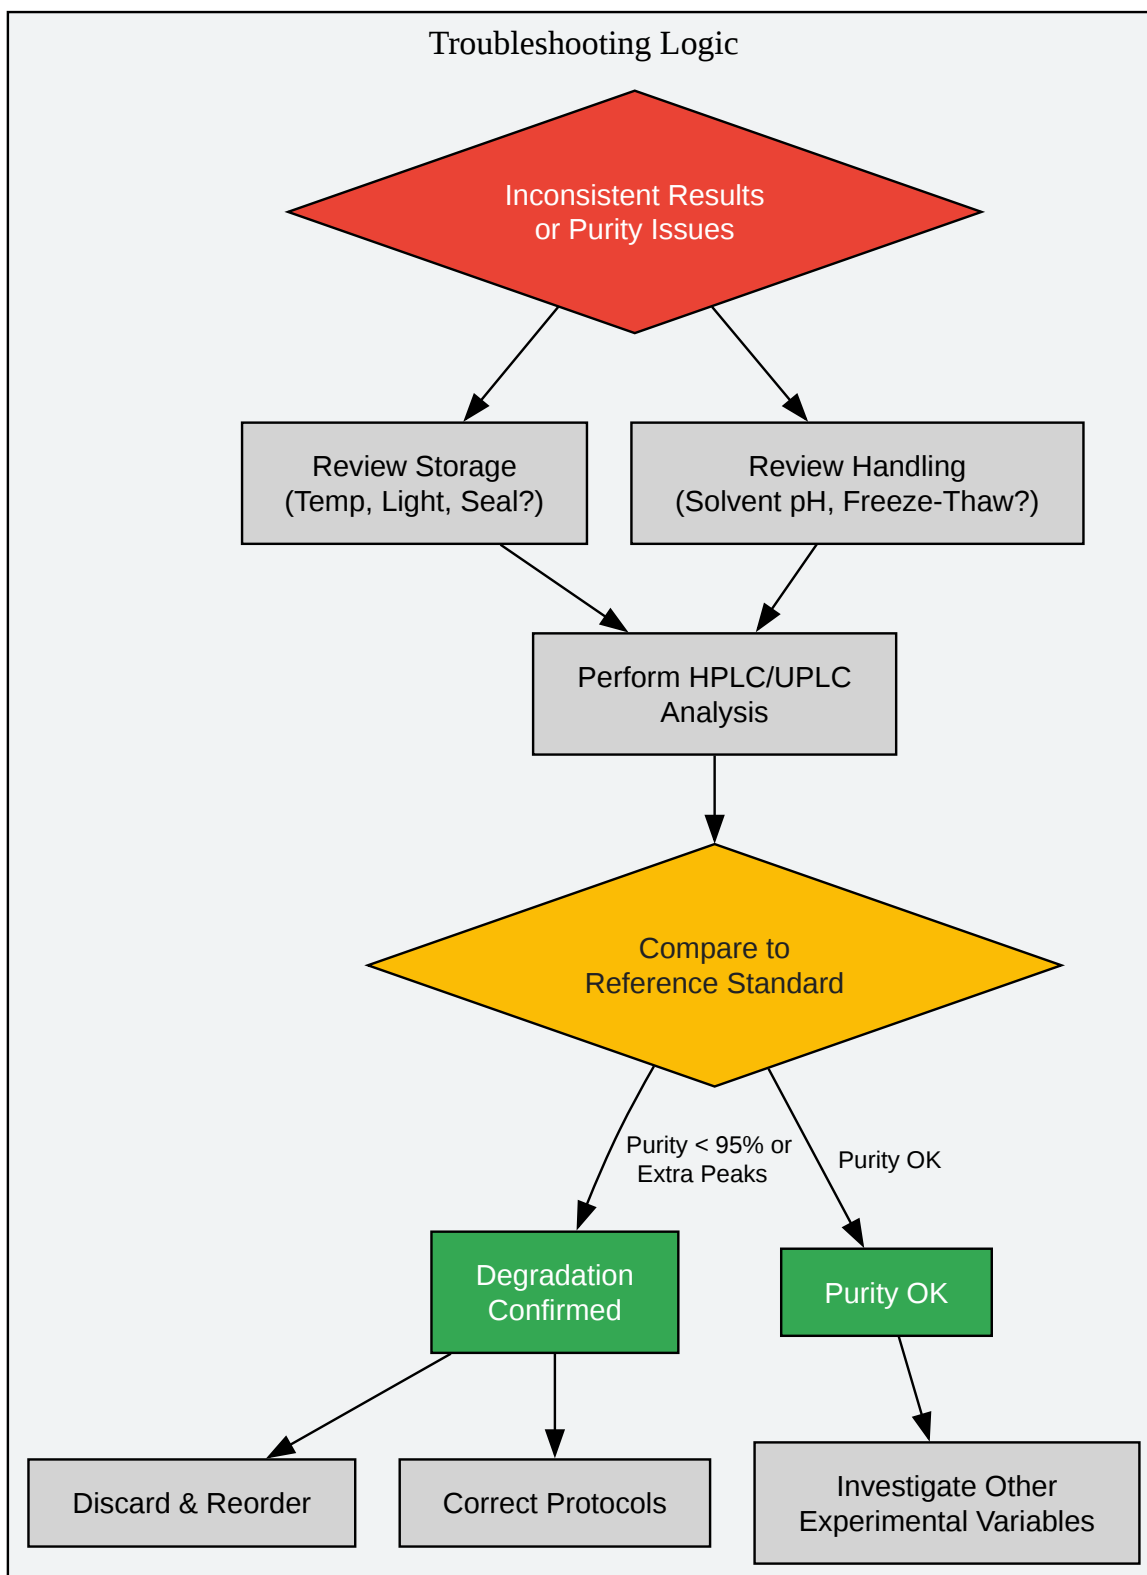 Troubleshooting Logic
Inconsistent Results
or Purity Issues
Review Storage
(Temp, Light, Seal?)
Review Handling
(Solvent pH, Freeze-Thaw?)
Perform HPLC/UPLC
Analysis
Compare to
Reference Standard
Purity < 95% or
Extra Peaks
Purity OK
Degradation
Confirmed
Purity OK
Discard & Reorder
Correct Protocols
Investigate Other
Experimental Variables